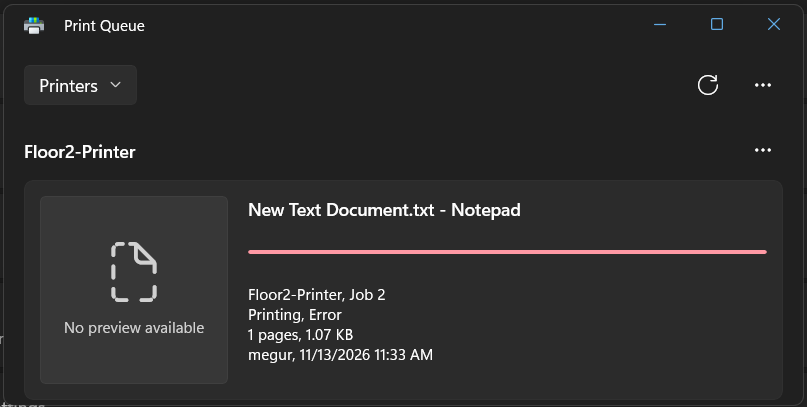 Print Queue
Printers
Floor2-Printer
New Text Document.txt - Notepad
No preview available
Floor2-Printer, Job 2
Printing, Error
1 pages, 1.07 KB
megur, 11/13/2026 11:33 AM